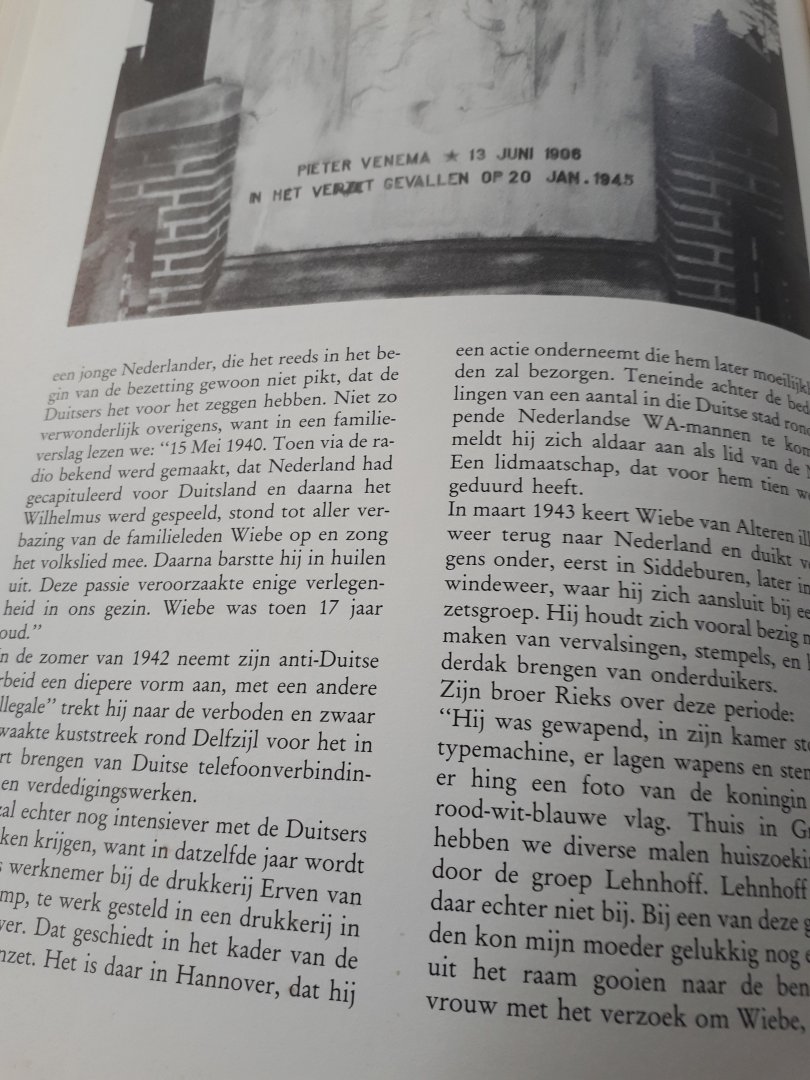 PIETER VENEMA ★ 13 JUNI 1906
IN HET VERZET GEVALLEN OP 20 JAN. 1945
een jonge Nederlander, die het reeds in het be-
gin van de bezetting gewoon niet pikt, dat de
Duitsers het voor het zeggen hebben. Niet zo
verwonderlijk overigens, want in een familie-
verslag lezen we: “15 Mei 1940. Toen via de ra-
dio bekend werd gemaakt, dat Nederland had
gecapituleerd voor Duitsland en daarna het
Wilhelmus werd gespeeld, stond tot aller ver-
bazing van de familieleden Wiebe op en zong
het volkslied mee. Daarna barstte hij in huilen
uit. Deze passie veroorzaakte enige verlegen-
heid in ons gezin. Wiebe was toen 17 jaar
oud.”
In de zomer van 1942 neemt zijn anti-Duitse
rbeid een diepere vorm aan, met een andere
llegale” trekt hij naar de verboden en zwaar
waakte kuststreek rond Delfzijl voor het in
rt brengen van Duitse telefoonverbindin-
en verdedigingswerken.
zal echter nog intensiever met de Duitsers
ken krijgen, want in datzelfde jaar wordt
s werknemer bij de drukkerij Erven van
mp, te werk gesteld in een drukkerij in
ver. Dat geschiedt in het kader van de
nzet. Het is daar in Hannover, dat hij
een actie onderneemt die hem later moeilijk
den zal bezorgen. Teneinde achter de bed
lingen van een aantal in die Duitse stad rond
pende Nederlandse WA-mannen te kom
meldt hij zich aldaar aan als lid van de
Een lidmaatschap, dat voor hem tien we
geduurd heeft.
In maart 1943 keert Wiebe van Alteren ill
weer terug naar Nederland en duikt v
gens onder, eerst in Siddeburen, later in
windeweer, waar hij zich aansluit bij ee
zetsgroep. Hij houdt zich vooral bezig m
maken van vervalsingen, stempels, en h
derdak brengen van onderduikers.
Zijn broer Rieks over deze periode:
“Hij was gewapend, in zijn kamer sto
typemachine, er lagen wapens en stem
er hing een foto van de koningin
rood-wit-blauwe vlag. Thuis in Gr
hebben we diverse malen huiszoekin
door de groep Lehnhoff. Lehnhoff
daar echter niet bij. Bij een van deze g
den kon mijn moeder gelukkig nog e
uit het raam gooien naar de ben
vrouw met het verzoek om Wiebe,